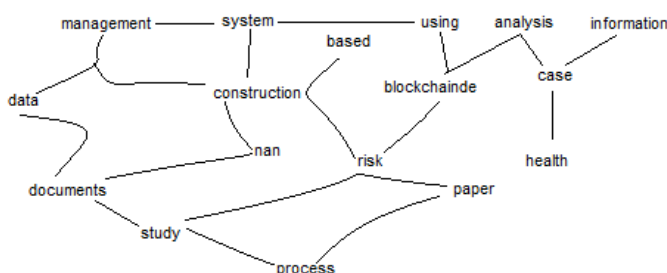 management system using analysis information
based
data construction blockchainde case
nan risk health
documents paper
study
process